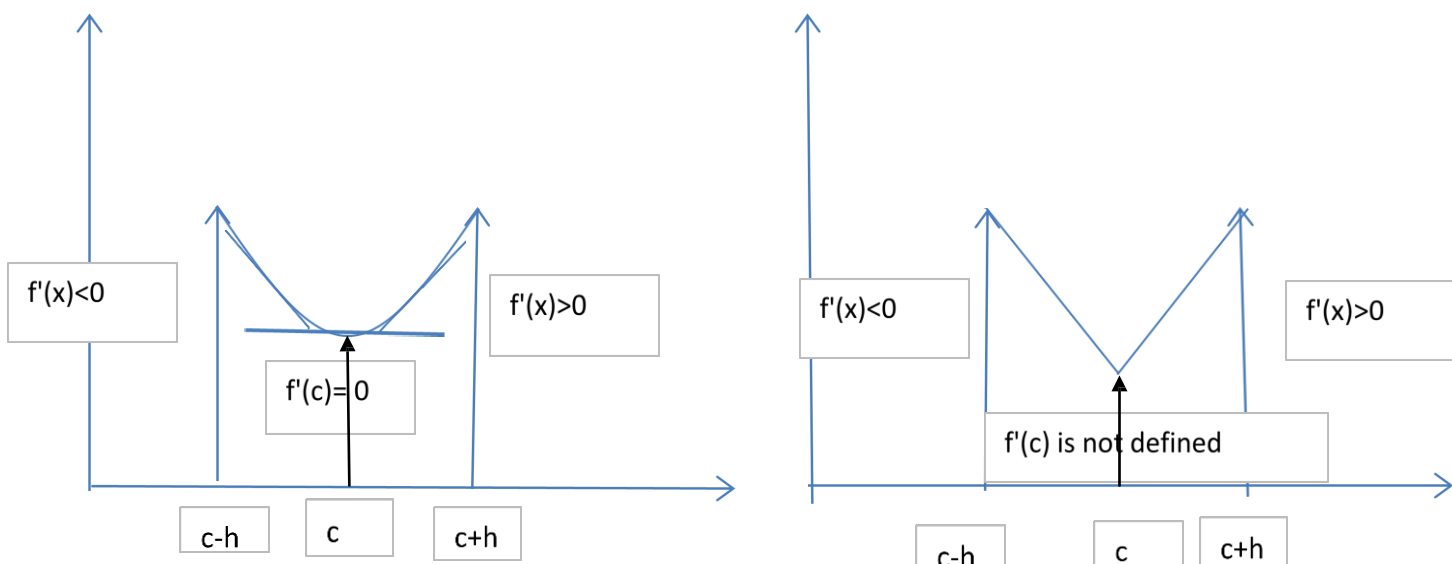 f'(x)<0
f'(x)>0
f'(c)= 0
c-h
c
c+h
f'(x)<0
f'(x)>0
f'(c) is not defined
c-h
c
c+h